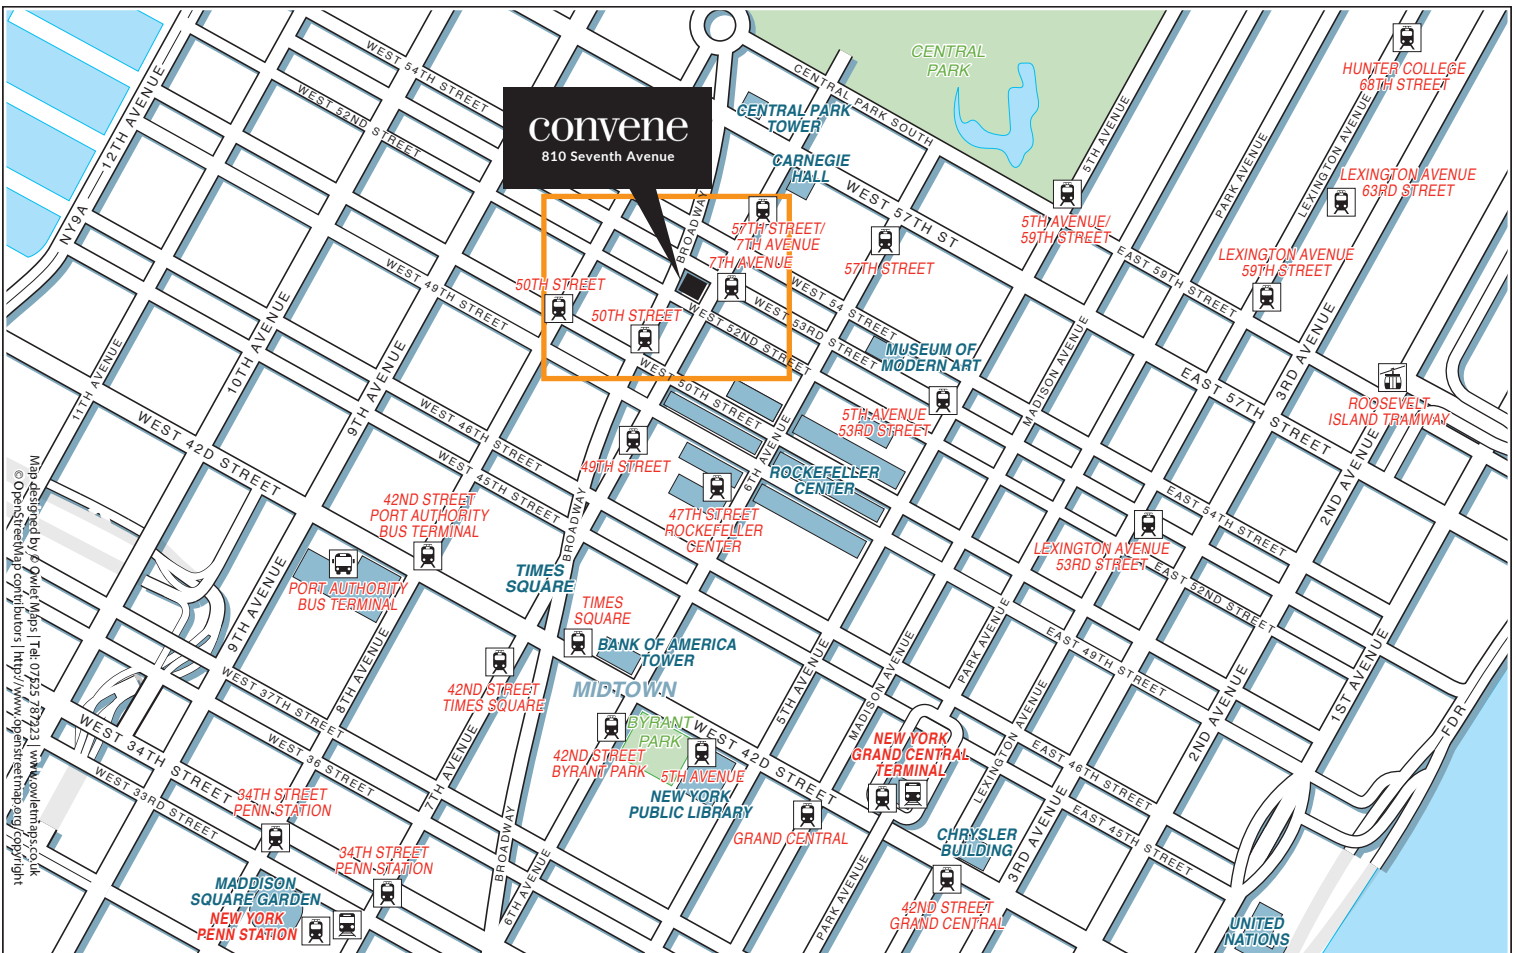 WEST 54TH STREET
WEST 52ND STREET
12TH AVENUE
NY9A
convene
810 Seventh Avenue
CENTRAL
PARK
CENTRAL PARK SOUTH
CENTRAL PARK
TOWER
CARNEGIE
HALL
WEST 57TH ST
5TH AVENUE
PARK AVENUE
LEXINGTON AVENUE
HUNTER COLLEGE
68TH STREET
LEXINGTON AVENUE
63RD STREET
5TH AVENUE/
59TH STREET
LEXINGTON AVENUE
59TH STREET
EAST 59TH STREET
BROADWAY
57TH STREET/
7TH AVENUE
7TH AVENUE
57TH STREET
50TH STREET
50TH STREET
WEST 49TH STREET
WEST 54 STREET
WEST 53RD STREET
WEST 52ND STREET
WEST 50TH STREET
MUSEUM OF
MODERN ART
MADISON AVENUE
3RD AVENUE
EAST 57TH STREET
ROOSEVELT
ISLAND TRAMWAY
11TH AVENUE
10TH AVENUE
9TH AVENUE
WEST 42D STREET
WEST 46TH STREET
WEST 45TH STREET
49TH STREET
5TH AVENUE
53RD STREET
6TH AVENUE
ROCKEFELLER
CENTER
47TH STREET
ROCKEFELLER
CENTER
2ND AVENUE
EAST 54TH STREET
LEXINGTON AVENUE
53RD STREET
EAST 52ND STREET
42ND STREET
PORT AUTHORITY
BUS TERMINAL
PORT AUTHORITY
BUS TERMINAL
BROADWAY
TIMES
SQUARE
TIMES
SQUARE
BANK OF AMERICA
TOWER
MIDTOWN
9TH AVENUE
8TH AVENUE
WEST 37TH STREET
42ND STREET
TIMES SQUARE
5TH AVENUE
MADISON AVENUE
PARK AVENUE
EAST 49TH STREET
LEXINGTON AVENUE
2ND AVENUE
1ST AVENUE
FDR
WEST 34TH STREET
WEST 36 STREET
WEST 33RD STREET
7TH AVENUE
42ND STREET
BYRANT PARK
BYRANT
PARK
5TH AVENUE
WEST 42D STREET
NEW YORK
PUBLIC LIBRARY
NEW YORK
GRAND CENTRAL
TERMINAL
EAST 46TH STREET
EAST 45TH STREET
GRAND CENTRAL
CHRYSLER
BUILDING
3RD AVENUE
34TH STREET
PENN STATION
34TH STREET
PENN STATION
BROADWAY
6TH AVENUE
PARK AVENUE
42ND STREET
GRAND CENTRAL
MADDISON
SQUARE GARDEN
NEW YORK
PENN STATION
UNITED
NATIONS
Map designed by © Owlet Maps | Tel: 07525 787223 | www.owletmaps.co.uk
© OpenStreetMap contributors | http://www.openstreetmap.org/copyright